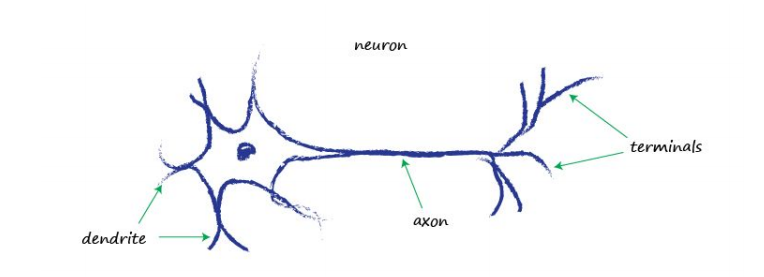 neuron
terminals
axon
dendrite